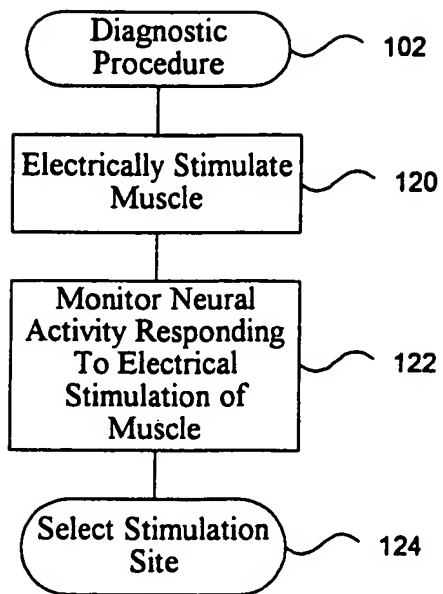 Diagnostic
Procedure
102
Electrically Stimulate
Muscle
120
Monitor Neural
Activity Responding
To Electrical
Stimulation of
Muscle
122
Select Stimulation
Site
124